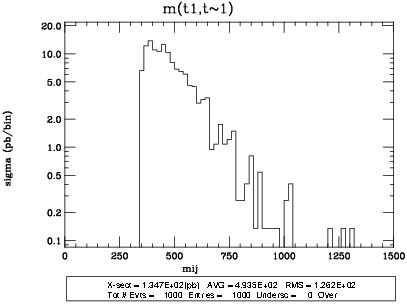 m(t1,t~1)
20.0
10.0
5.0
2.0
1.0
0.5
0.2
0.1
sigma (pb/bin)
0 250 500 750 1000 1250 1500
mij
X-sect = 1.347E+02(pb) AVG = 4.935E+02 RMS = 1.262E+02
Tot # Evts = 1000 Entries = 1000 Undersc = 0 Over